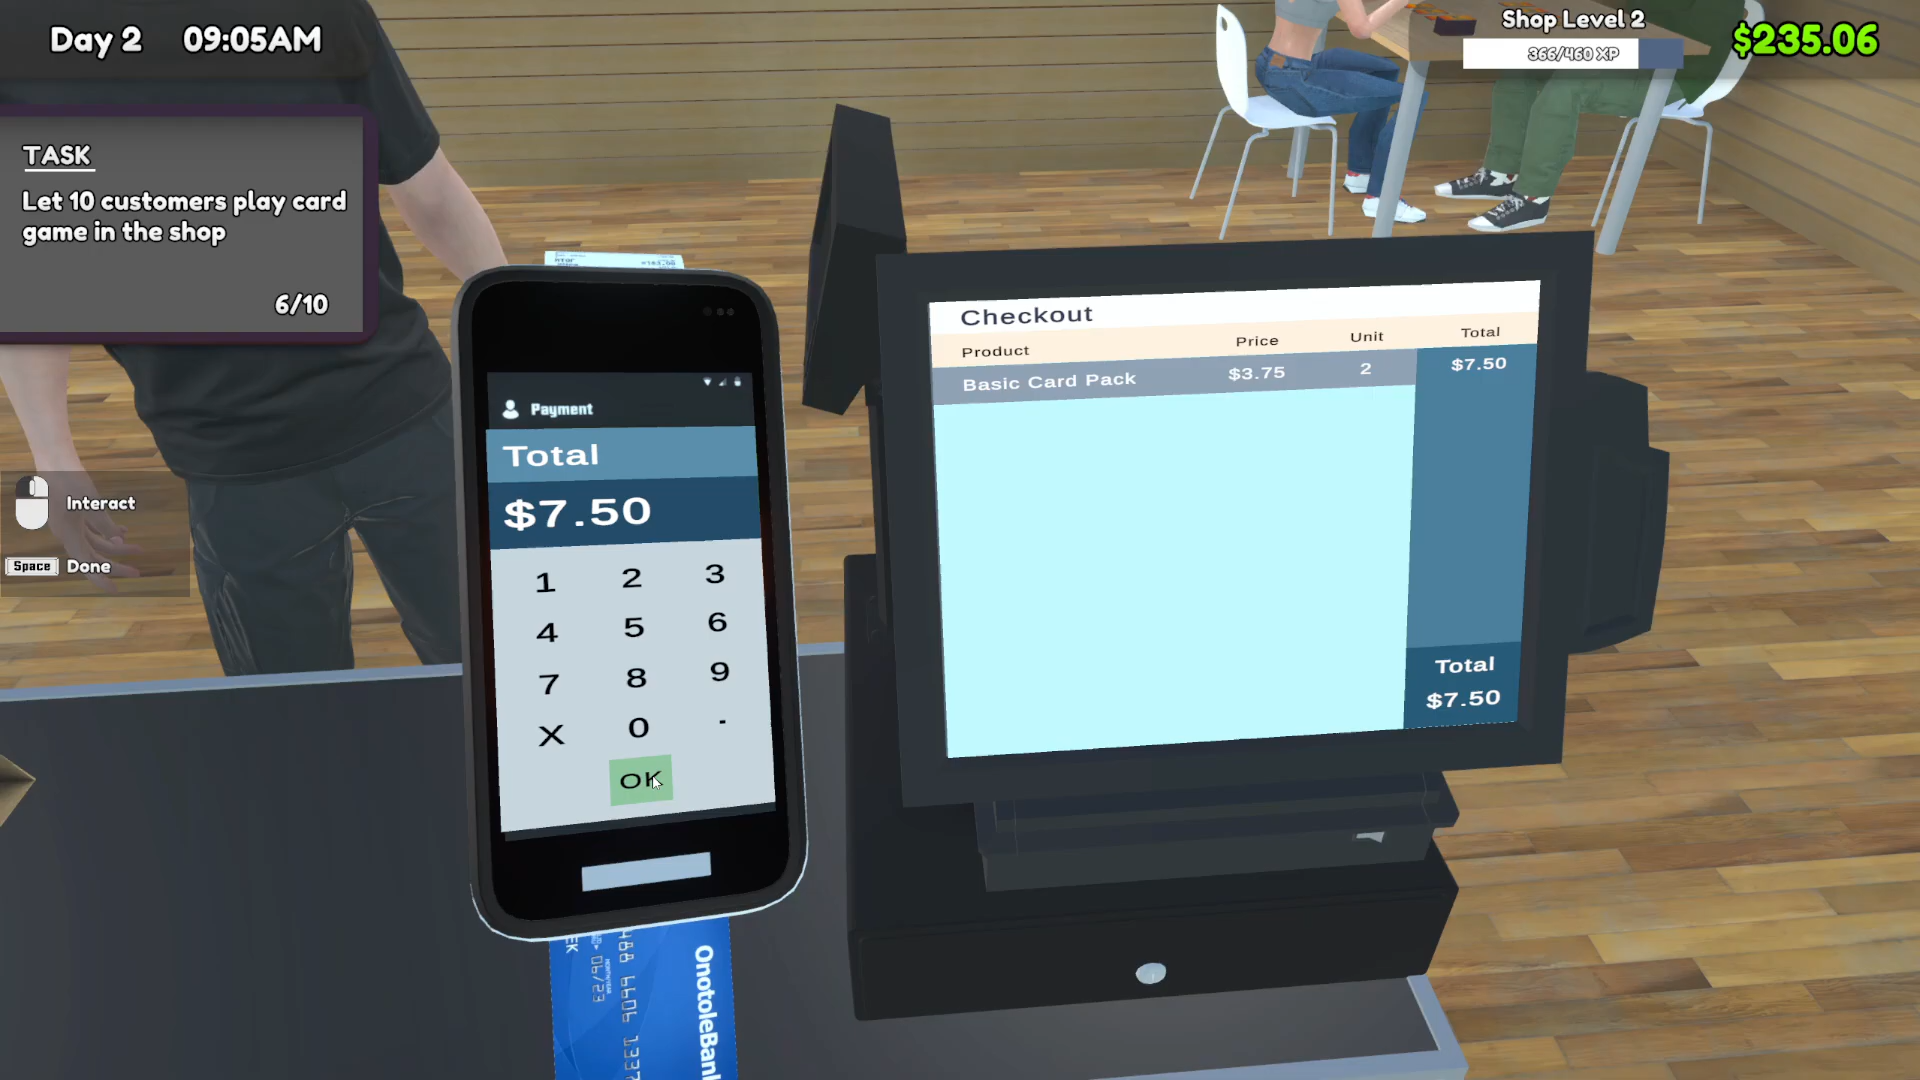 Day 2 09:05AM
Shop Level 2
366/460 XP
$235.06
TASK
Let 10 customers play card
game in the shop
6/10
Interact
Space Done
Payment
Total
$7.50
1 2 3
4 5 6
7 8 9
X 0 .
OK
Checkout
Product Price Unit Total
Basic Card Pack $3.75 2 $7.50
Total
$7.50
OnotoleBank
06/23